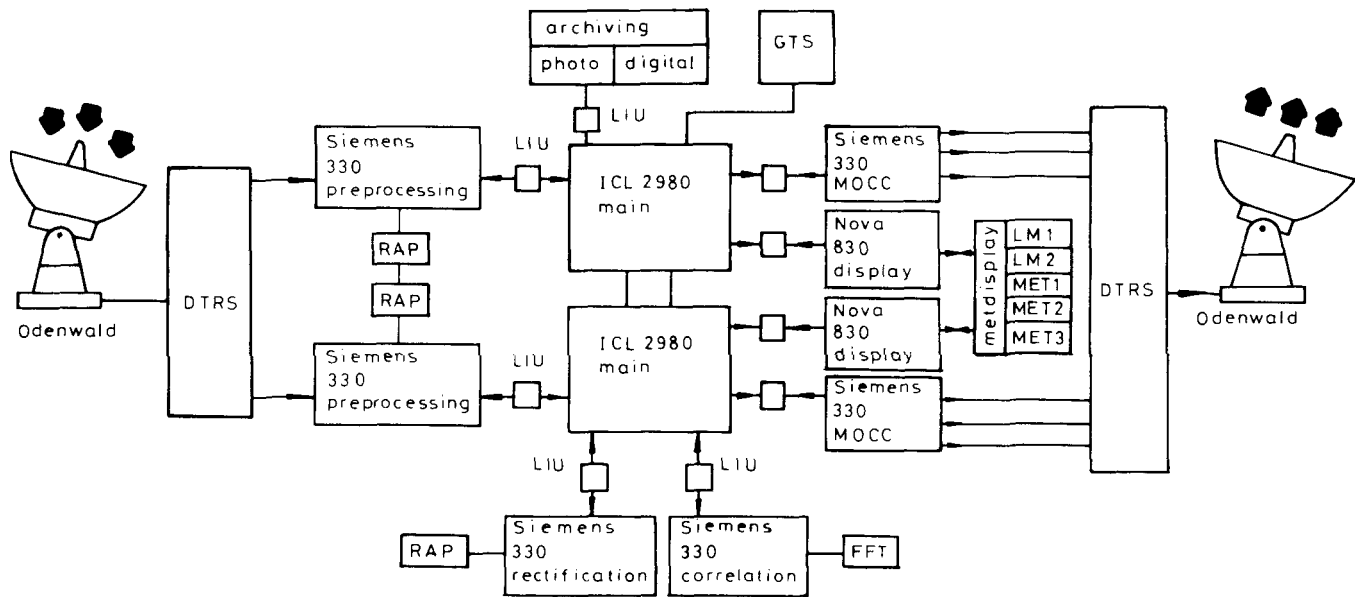 archiving
photo
digital
GTS
LIU
Siemens
330
preprocessing
LIU
ICL 2980
main
Siemens
330
MOCC
Nova
830
display
metdisplay
LM1
LM2
MET1
MET2
MET3
RAP
RAP
Odenwald
DTRS
DTRS
Odenwald
Siemens
330
preprocessing
LIU
ICL 2980
main
Nova
830
display
Siemens
330
MOCC
LIU
LIU
RAP
Siemens
330
rectification
Siemens
330
correlation
FFT